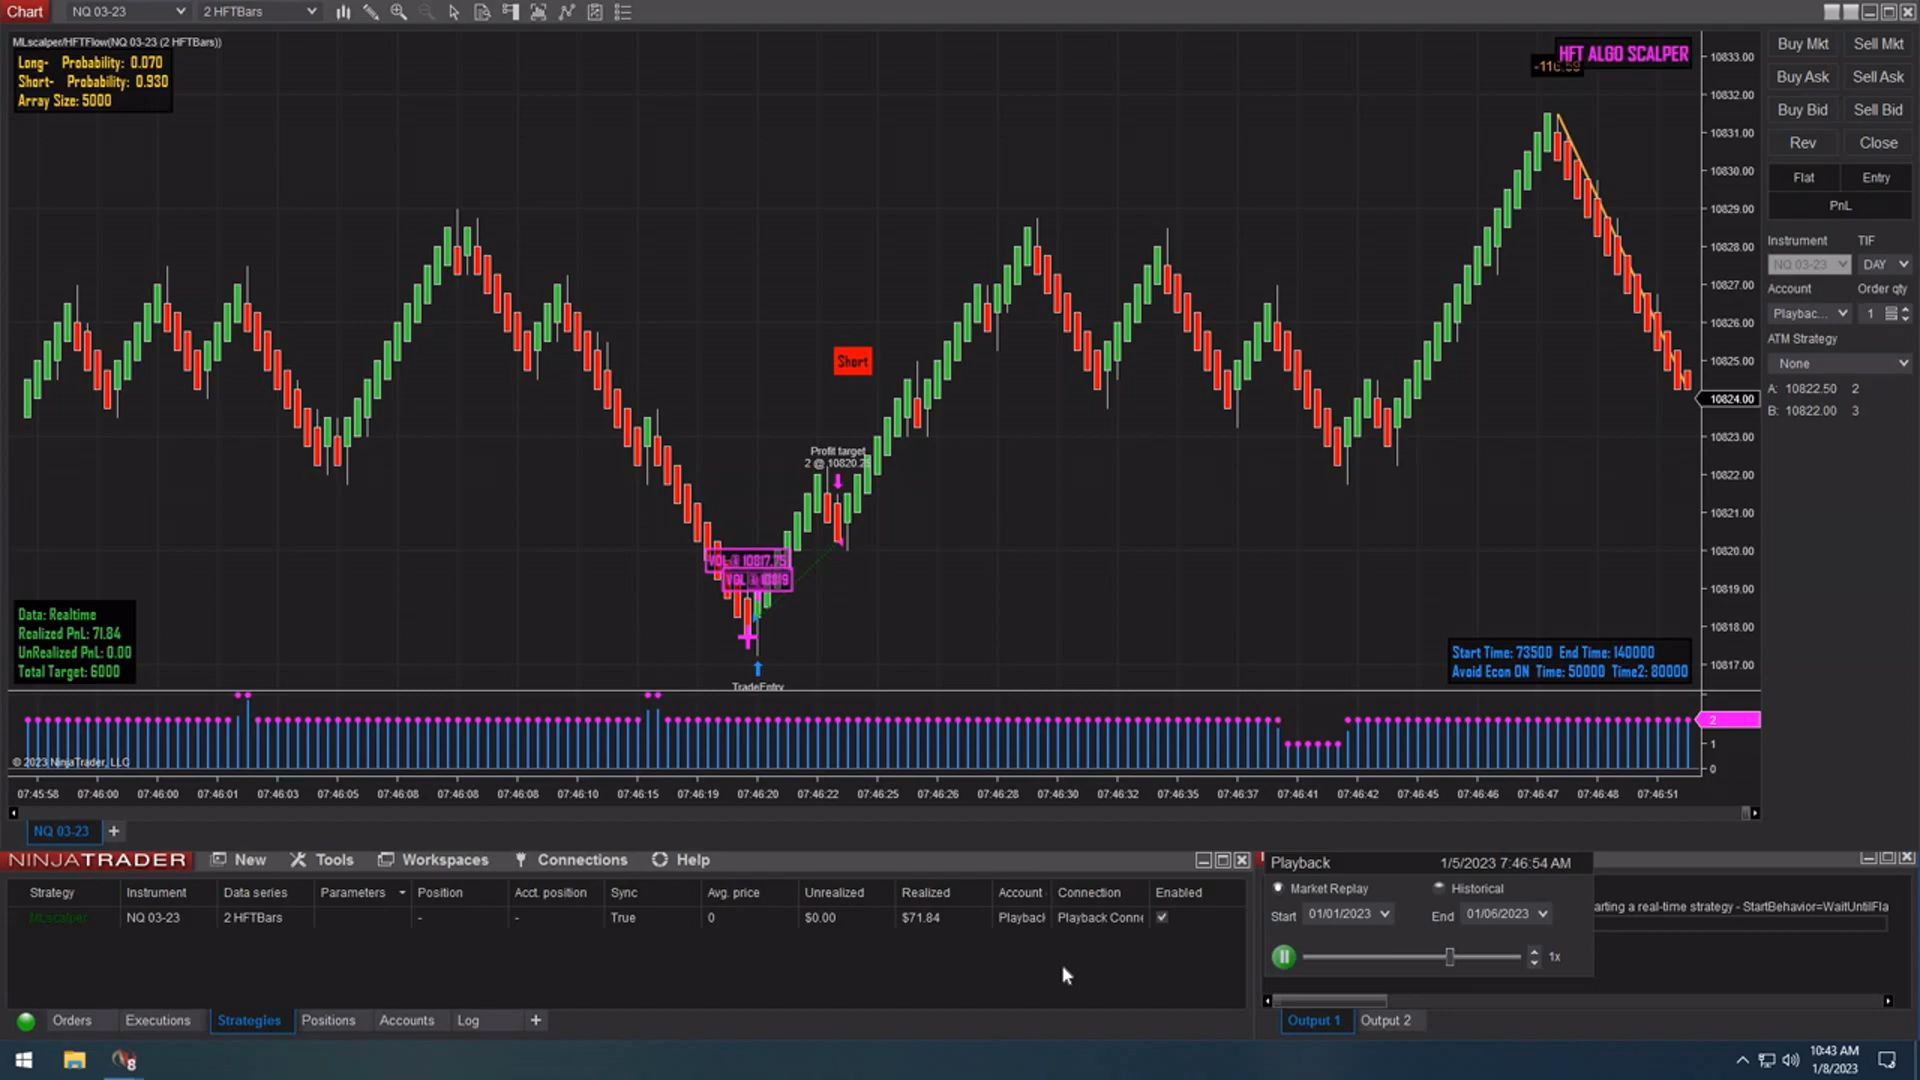 Chart NQ 03-23 2 HFTBars
MLscalper/HFTFlow(NQ 03-23 (2 HFTBars))
Long- Probability: 0.070
Short- Probability: 0.930
Array Size: 5000
HFT ALGO SCALPER
Short
Profit target
2 @ 10820.2
VOL @ 10817.75
VOL @ 10819
TradeEntry
Data: Realtime
Realized PnL: 71.84
UnRealized PnL: 0.00
Total Target: 6000
Start Time: 73500 End Time: 140000
Avoid Econ ON Time: 50000 Time2: 80000
10833.00
10832.00
10831.00
10830.00
10829.00
10828.00
10827.00
10826.00
10825.00
10824.00
10823.00
10822.00
10821.00
10820.00
10819.00
10818.00
10817.00
2
1
0
© 2023 NinjaTrader, LLC
07:45:58 07:46:00 07:46:00 07:46:01 07:46:03 07:46:05 07:46:08 07:46:08 07:46:08 07:46:10 07:46:15 07:46:19 07:46:20 07:46:22 07:46:25 07:46:26 07:46:28 07:46:30 07:46:32 07:46:35 07:46:37 07:46:41 07:46:42 07:46:45 07:46:46 07:46:47 07:46:48 07:46:51
NQ 03-23 +
Buy Mkt Sell Mkt
Buy Ask Sell Ask
Buy Bid Sell Bid
Rev Close
Flat Entry
PnL
Instrument TIF
NQ 03-23 DAY
Account Order qty
Playbac... 1
ATM Strategy
None
A: 10822.50 2
B: 10822.00 3
NINJATRADER New Tools Workspaces Connections Help
Strategy Instrument Data series Parameters Position Acct. position Sync Avg. price Unrealized Realized Account Connection Enabled
MLscalper NQ 03-23 2 HFTBars - - True 0 $0.00 $71.84 Playback Playback Conne
Orders Executions Strategies Positions Accounts Log +
Playback 1/5/2023 7:46:54 AM
Market Replay Historical
Start 01/01/2023 End 01/06/2023
1x
arting a real-time strategy - StartBehavior=WaitUntilFla
Output 1 Output 2
8
10:43 AM
1/8/2023